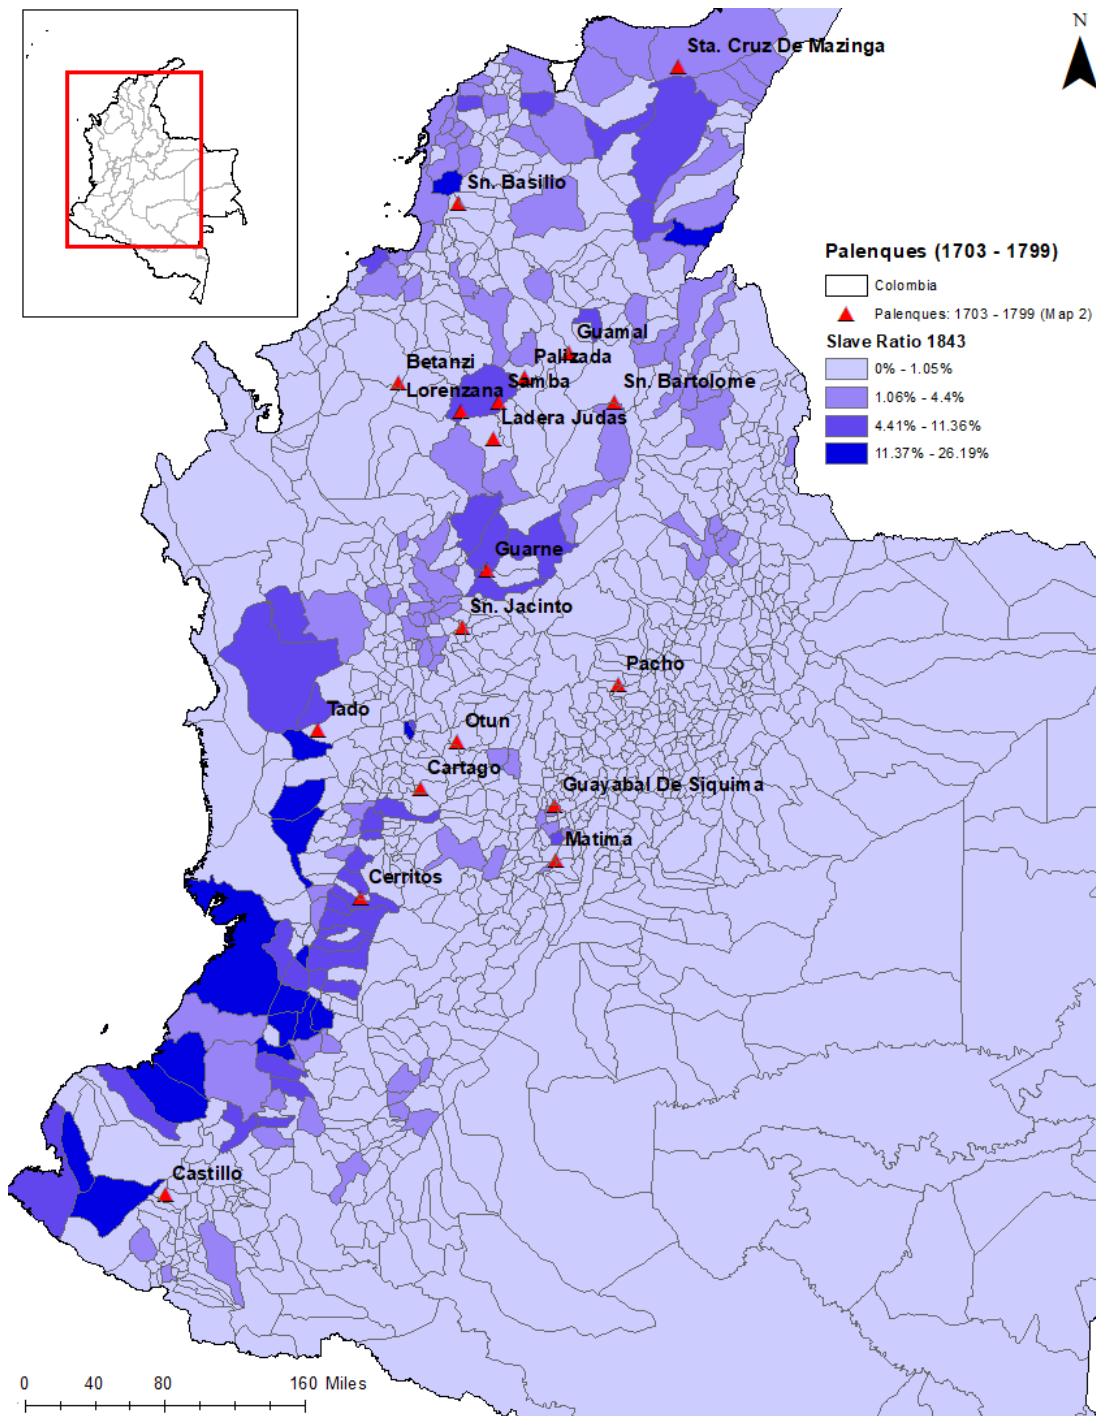 N
Sta. Cruz De Mazinga
Sn. Basilio
Palenques (1703 - 1799)
Colombia
Palenques: 1703 - 1799 (Map 2)
Slave Ratio 1843
0% - 1.05%
1.06% - 4.4%
4.41% - 11.36%
11.37% - 26.19%
Guamal
Betanzi
Palizada
Lorenzana
Samba
Sn. Bartolome
Ladera Judas
Guarne
Sn. Jacinto
Pacho
Tado
Otun
Cartago
Guayabal De Siquima
Matima
Cerritos
Castillo
0 40 80 160 Miles